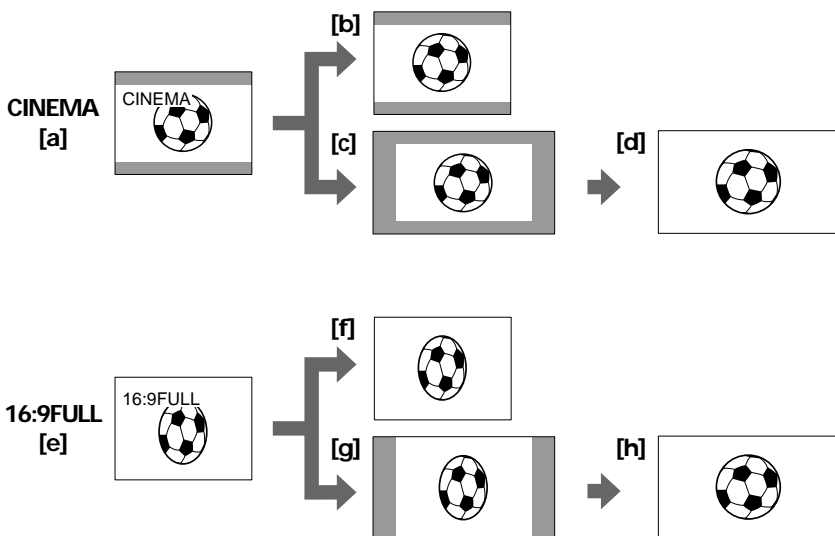 [b]
CINEMA
CINEMA
[a]
[c]
[d]
[f]
16:9FULL
16:9FULL
[e]
[g]
[h]